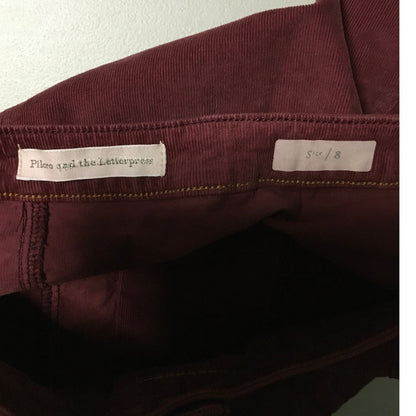 Pilcro and the Letterpress
Size / 8